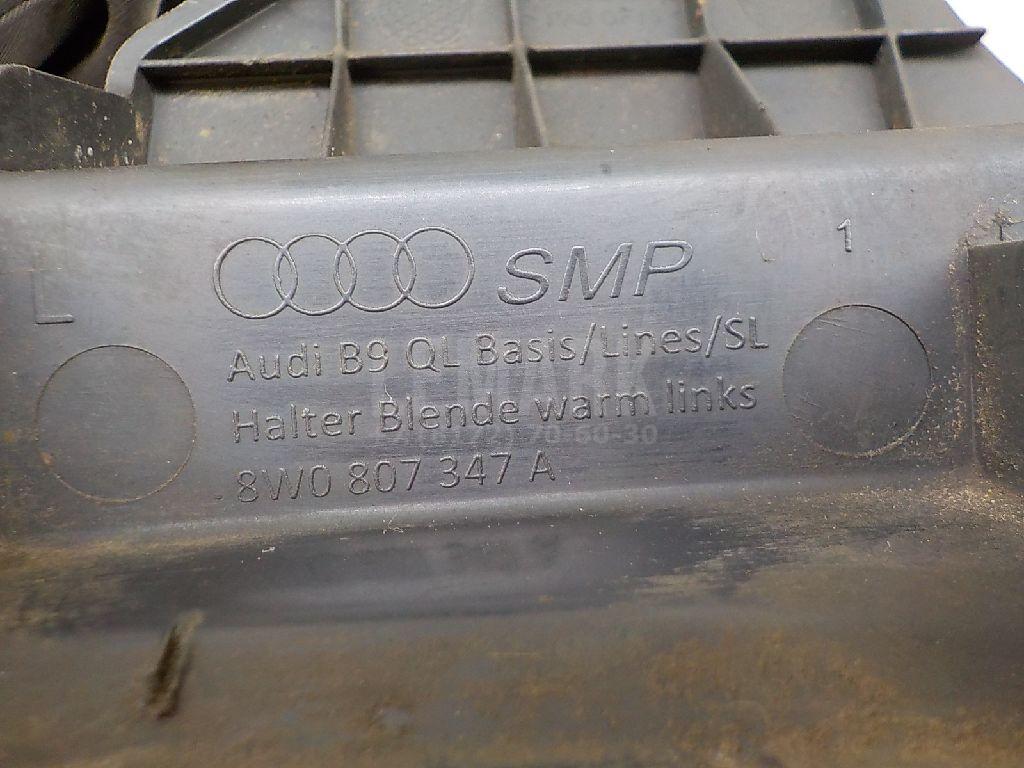 SMP
1
L
Audi B9 QL Basis/Lines/SL
Halter Blende warm links
8W0 807 347 A